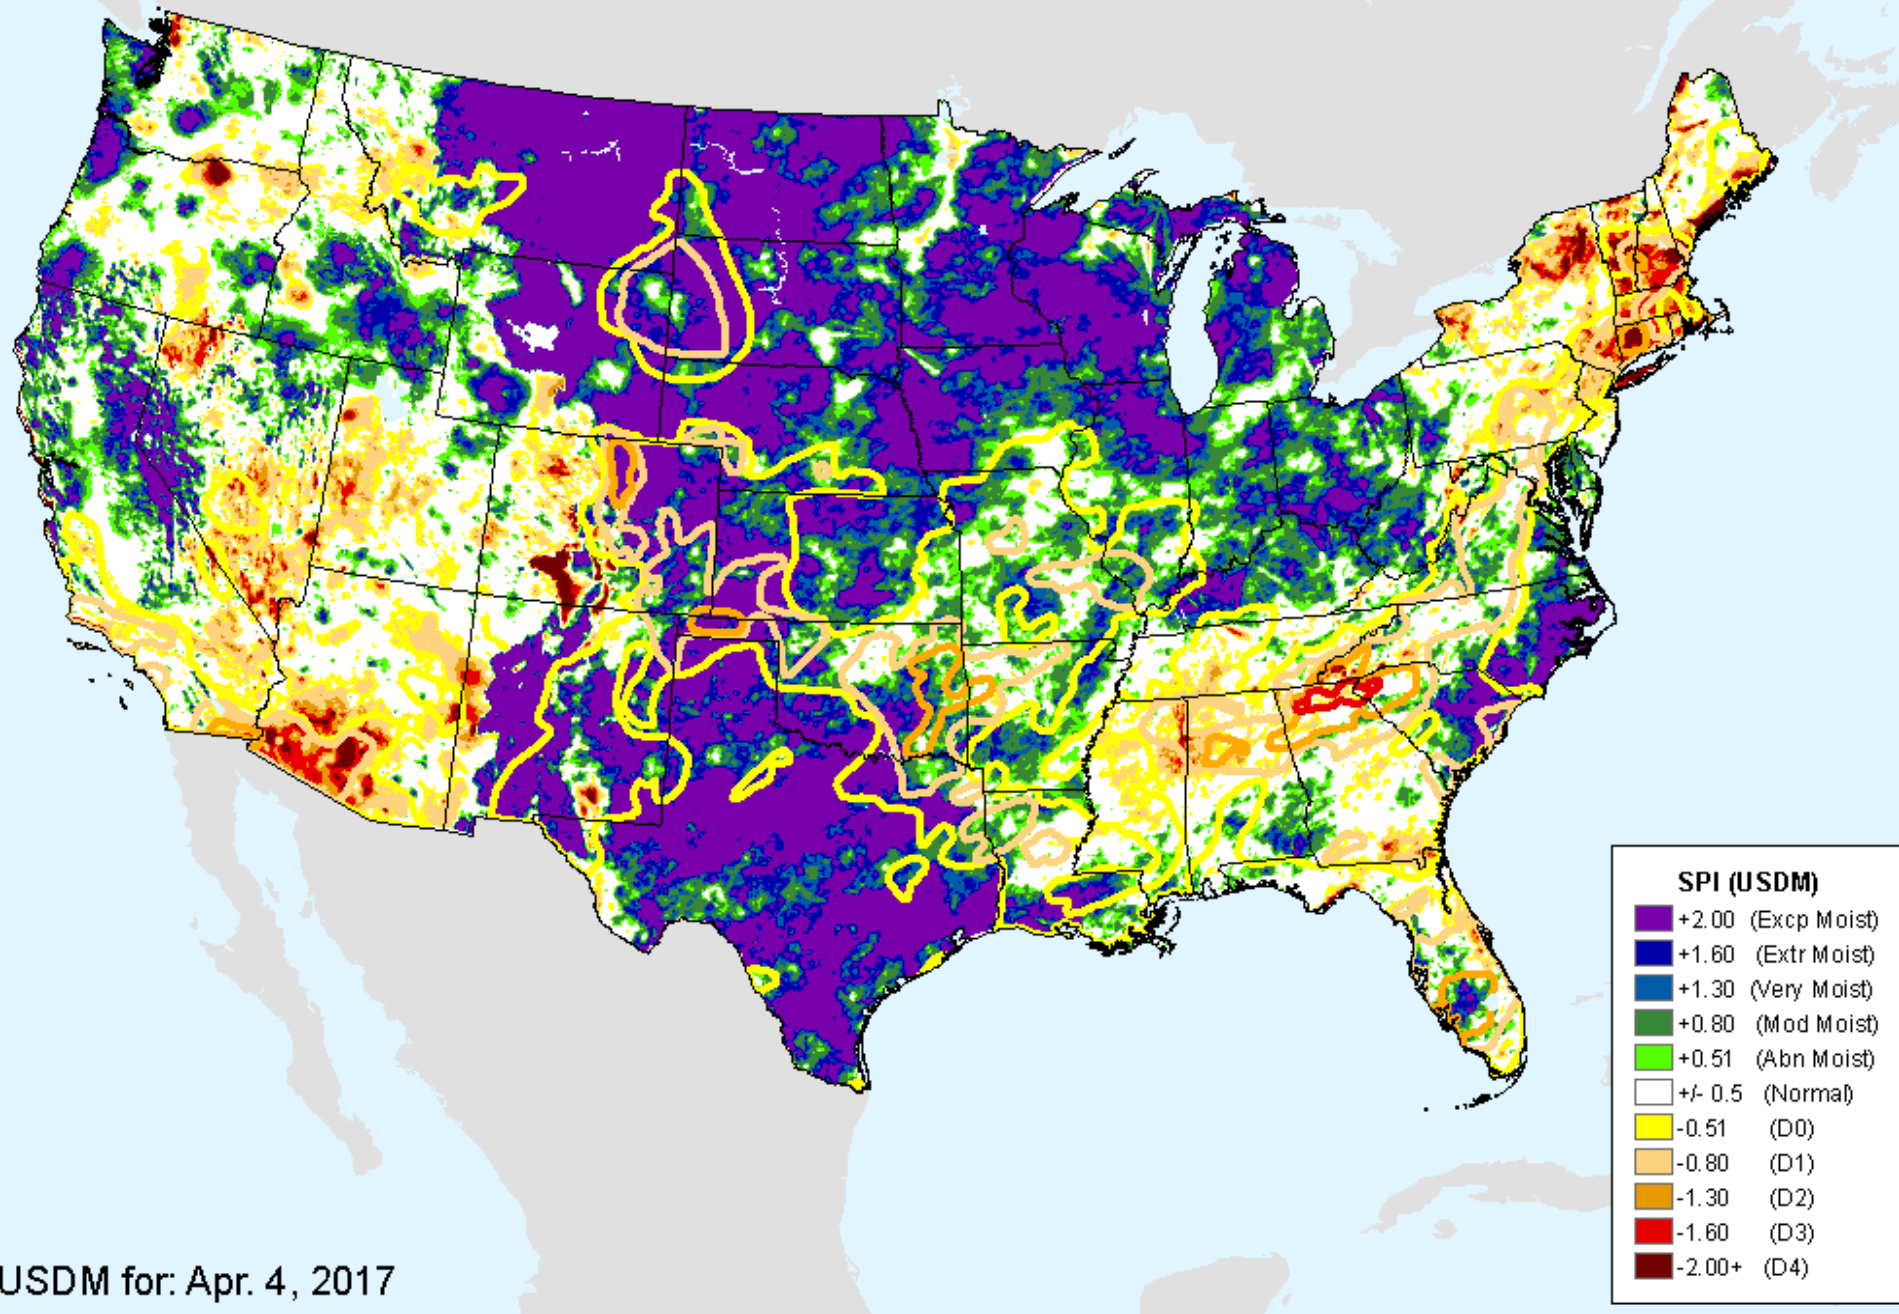 SPI (USDM)
+2.00 (Excp Moist)
+1.60 (Extr Moist)
+1.30 (Very Moist)
+0.80 (Mod Moist)
+0.51 (Abn Moist)
+/- 0.5 (Normal)
-0.51 (D0)
-0.80 (D1)
-1.30 (D2)
-1.60 (D3)
-2.00+ (D4)
USDM for: Apr. 4, 2017